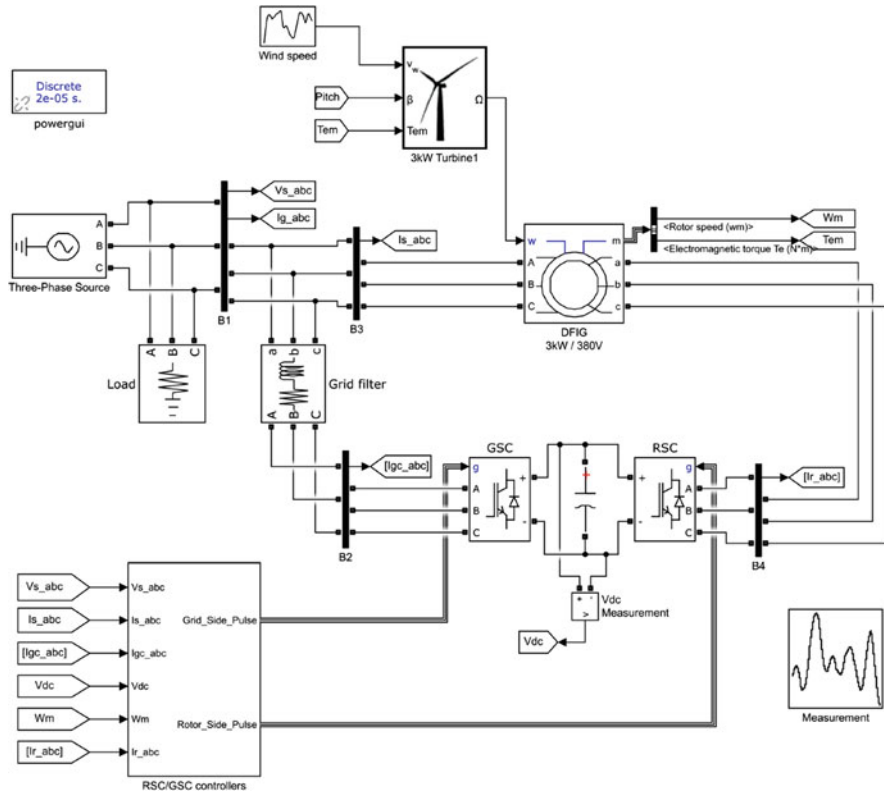 Wind speed
Discrete
2e-05 s.
powergui
Pitch
Tem
v_w
β
Tem
Ω
3kW Turbine1
A
B
C
Three-Phase Source
Vs_abc
Ig_abc
B1
Is_abc
B3
w
A
B
C
m
a
b
c
DFIG
3kW / 380V
<Rotor speed (wm)>
<Electromagnetic torque Te (N*m)>
Wm
Tem
A B C
Load
a b c
A B C
Grid filter
[Igc_abc]
B2
GSC
g
A
B
C
+
-
RSC
g
+
-
A
B
C
[Ir_abc]
B4
+ -
>
Vdc
Measurement
Vdc
Vs_abc
Is_abc
[Igc_abc]
Vdc
Wm
[Ir_abc]
Vs_abc
Is_abc
Igc_abc
Vdc
Wm
Ir_abc
Grid_Side_Pulse
Rotor_Side_Pulse
RSC/GSC controllers
Measurement